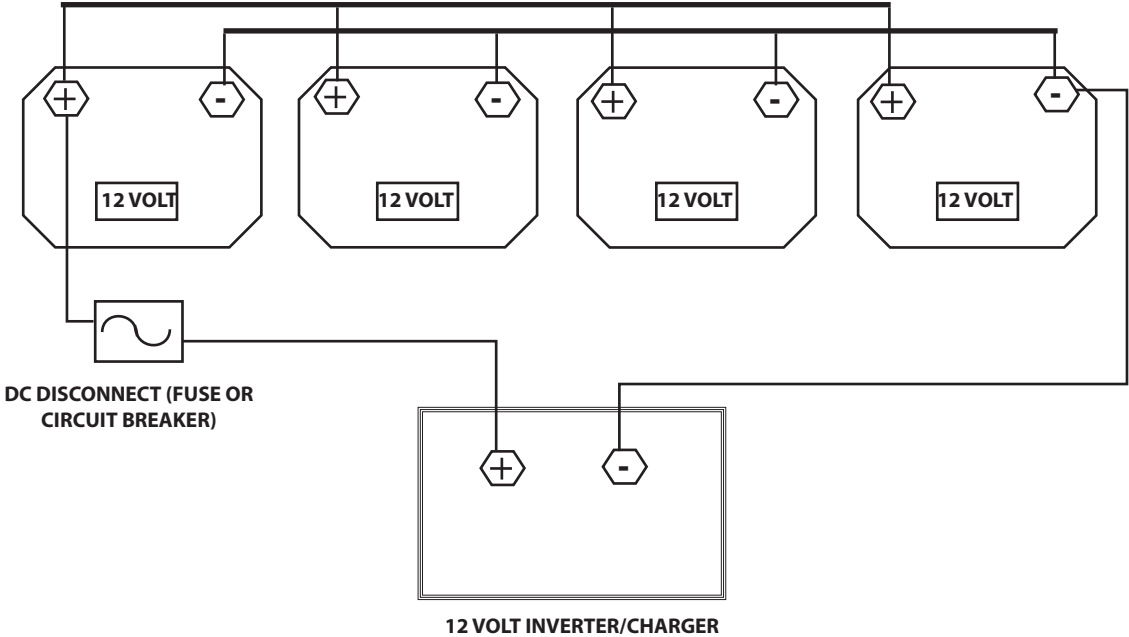 + - + - + - + -
12 VOLT 12 VOLT 12 VOLT 12 VOLT
DC DISCONNECT (FUSE OR
CIRCUIT BREAKER)
+ -
12 VOLT INVERTER/CHARGER